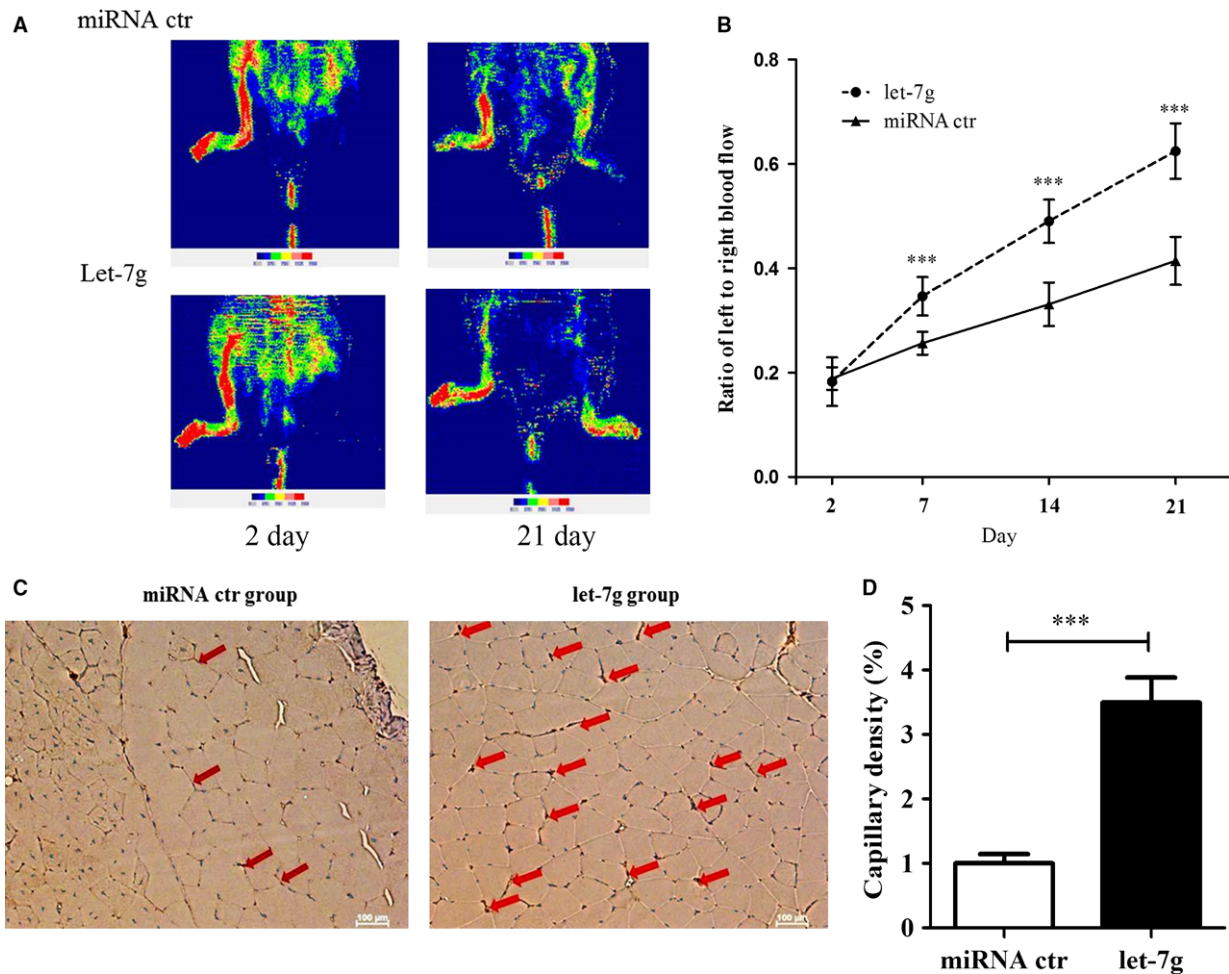 A
miRNA ctr
Let-7g
2 day
21 day
B
Ratio of left to right blood flow
0.8
0.6
0.4
0.2
0.0
let-7g
miRNA ctr
***
***
***
2
7
14
21
Day
C
miRNA ctr group
let-7g group
100 µm
100 µm
D
Capillary density (%)
5
4
3
2
1
0
***
miRNA ctr
let-7g